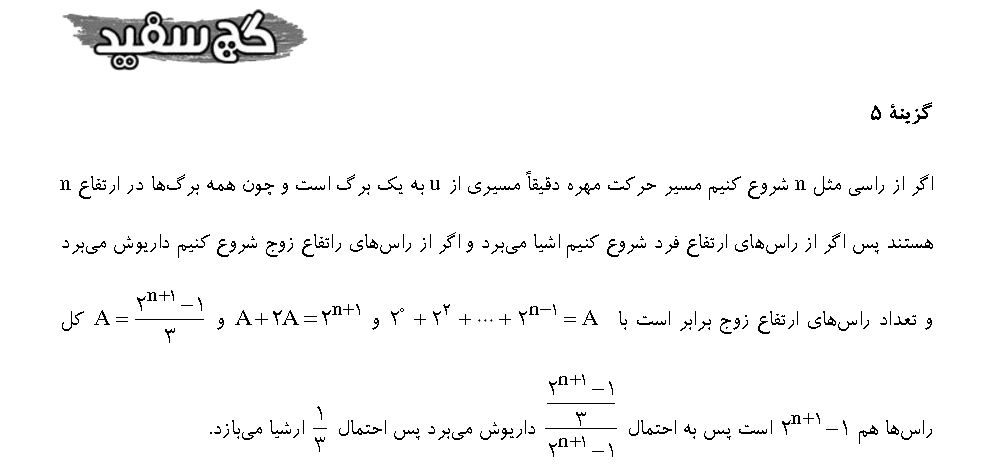 گچ سفید
گزینهٔ ۵
اگر از راسی مثل n شروع کنیم مسیر حرکت مهره دقیقاً مسیری از u به یک برگ است و چون همه برگ‌ها در ارتفاع n
هستند پس اگر از راس‌های ارتفاع فرد شروع کنیم اشیا می‌برد و اگر از راس‌های راتفاع زوج شروع کنیم داریوش می‌برد
و تعداد راس‌های ارتفاع زوج برابر است با ۲^۰ + ۲^۲ + ⋯ + ۲^{n−۱} = A و A + ۲A = ۲^{n+۱} و A = (۲^{n+۱} − ۱)/۳ کل
راس‌ها هم ۲^{n+۱} − ۱ است پس به احتمال ((۲^{n+۱} − ۱)/۳)/(۲^{n+۱} − ۱) داریوش می‌برد پس احتمال ۱/۳ ارشیا می‌بازد.